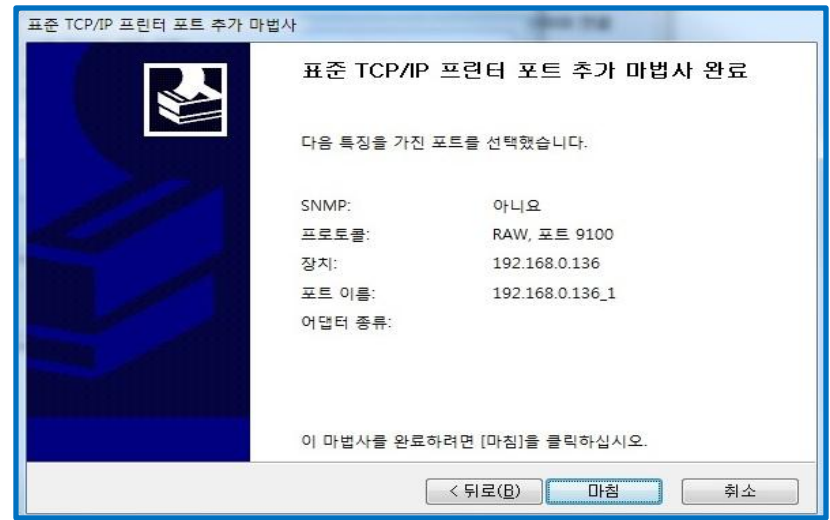 표준 TCP/IP 프린터 포트 추가 마법사
표준 TCP/IP 프린터 포트 추가 마법사 완료
다음 특징을 가진 포트를 선택했습니다.
SNMP: 아니요
프로토콜: RAW, 포트 9100
장치: 192.168.0.136
포트 이름: 192.168.0.136_1
어댑터 종류:
이 마법사를 완료하려면 [마침]을 클릭하십시오.
< 뒤로(B) 마침 취소